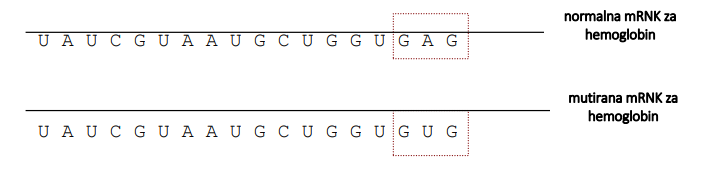 normalna mRNK za
hemoglobin
U A U C G U A A U G C U G G U G A G
mutirana mRNK za
hemoglobin
U A U C G U A A U G C U G G U G U G